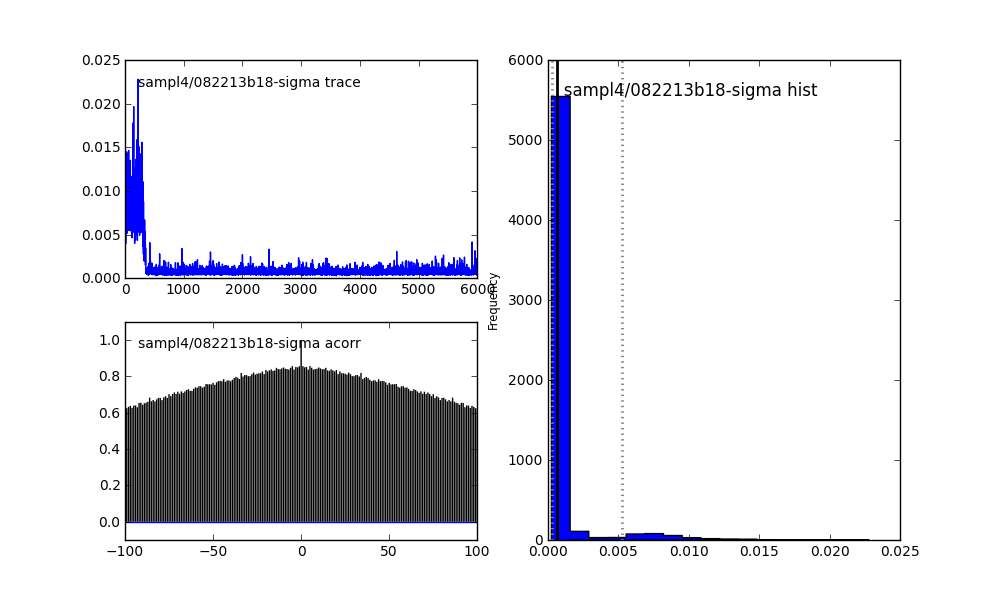 0.025
0.020
0.015
0.010
0.005
0.000
sampl4/082213b18-sigma trace
0 1000 2000 3000 4000 5000 6000
1.0
0.8
0.6
0.4
0.2
0.0
sampl4/082213b18-sigma acorr
−100 −50 0 50 100
Frequency
6000
5000
4000
3000
2000
1000
0
sampl4/082213b18-sigma hist
0.000 0.005 0.010 0.015 0.020 0.025